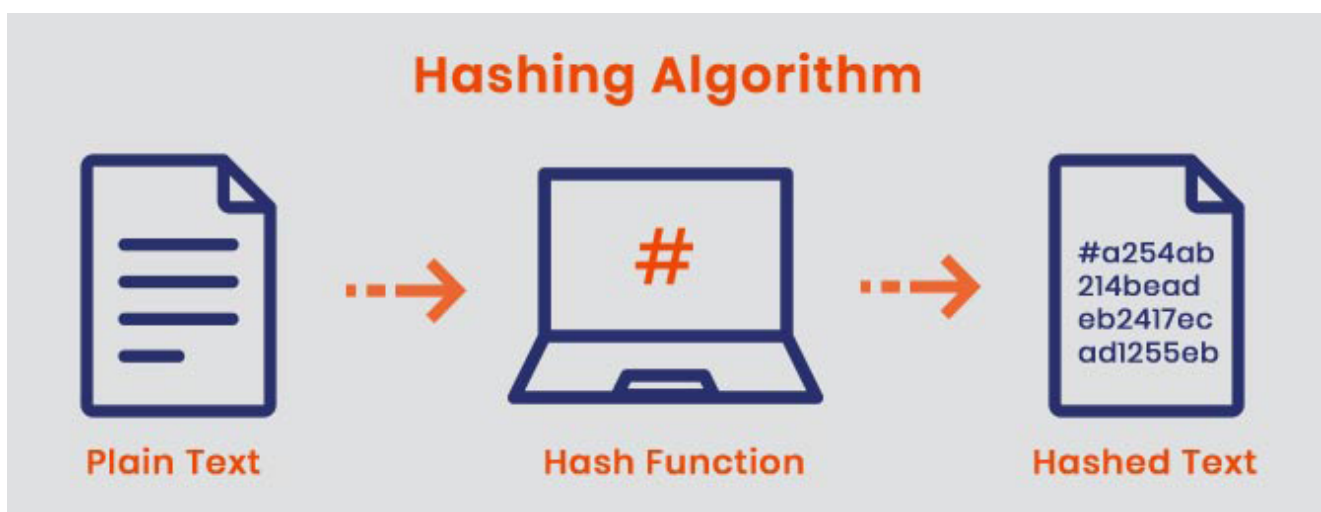 Hashing Algorithm
#
#a254ab
214bead
eb2417ec
ad1255eb
Plain Text
Hash Function
Hashed Text